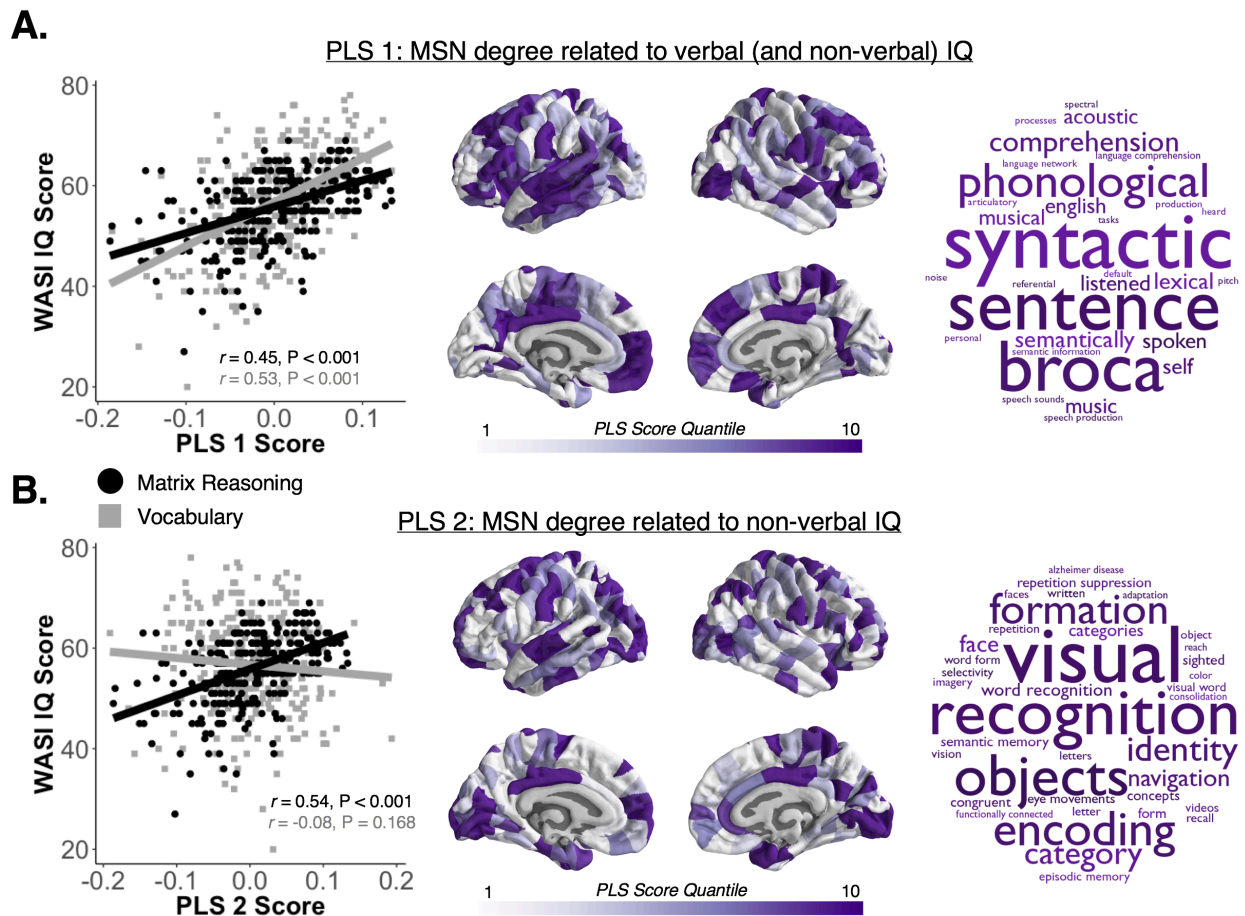 A.
PLS 1: MSN degree related to verbal (and non-verbal) IQ
WASI IQ Score
80
60
40
20
r = 0.45, P < 0.001
r = 0.53, P < 0.001
-0.2 -0.1 0.0 0.1
PLS 1 Score
1 PLS Score Quantile 10
spectral
processes acoustic
comprehension
language network language comprehension
phonological
articulatory english production heard
musical tasks
syntactic
noise default
referential listened lexical pitch
sentence
personal semantically spoken
semantic information
broca self
speech sounds music
speech production
B.
Matrix Reasoning
Vocabulary
PLS 2: MSN degree related to non-verbal IQ
WASI IQ Score
80
60
40
20
r = 0.54, P < 0.001
r = -0.08, P = 0.168
-0.2 -0.1 0.0 0.1 0.2
PLS 2 Score
1 PLS Score Quantile 10
alzheimer disease
repetition suppression
faces written adaptation
formation
repetition categories
face visual object
reach
word form sighted
selectivity color
imagery word recognition visual word
consolidation
recognition
semantic memory identity
vision letters
objects navigation
congruent eye movements concepts
functionally connected letter form videos
recall
encoding
category
episodic memory